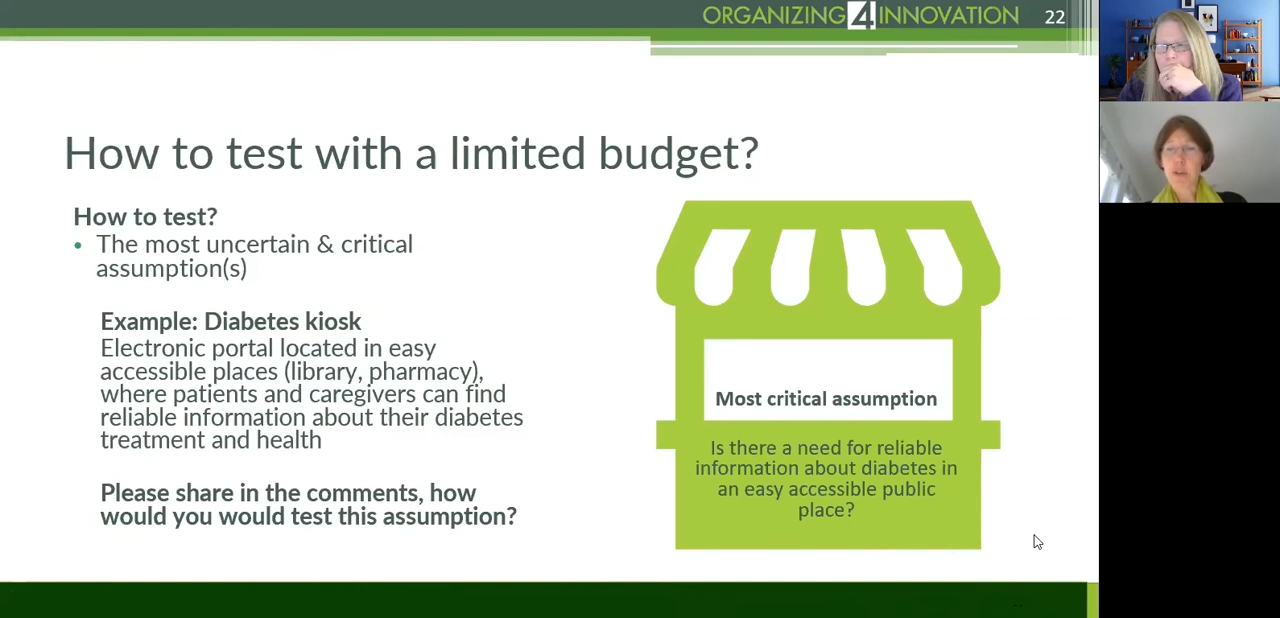 ORGANIZING 4 INNOVATION 22
How to test with a limited budget?
How to test?
• The most uncertain & critical
assumption(s)
Example: Diabetes kiosk
Electronic portal located in easy
accessible places (library, pharmacy),
where patients and caregivers can find
reliable information about their diabetes
treatment and health
Please share in the comments, how
would you would test this assumption?
Most critical assumption
Is there a need for reliable
information about diabetes in
an easy accessible public
place?